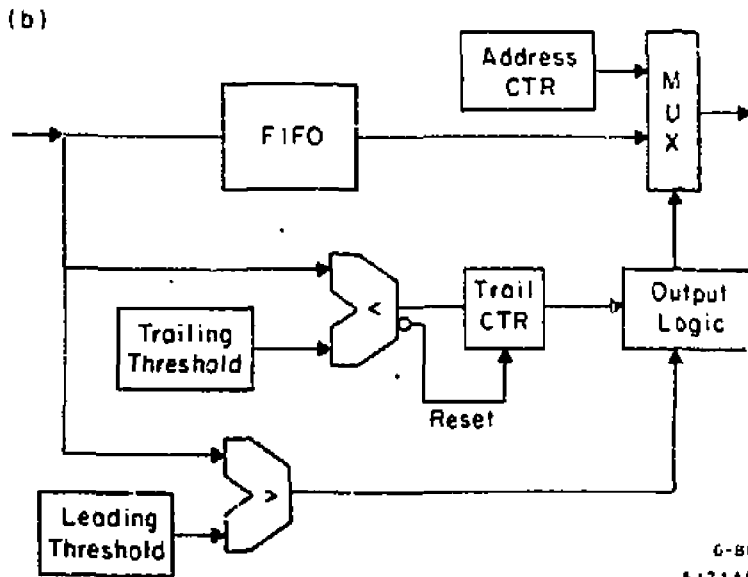 (b)
Address
CTR
M
U
X
FIFO
Trailing
Threshold
<
Trail
CTR
Output
Logic
Reset
Leading
Threshold
>